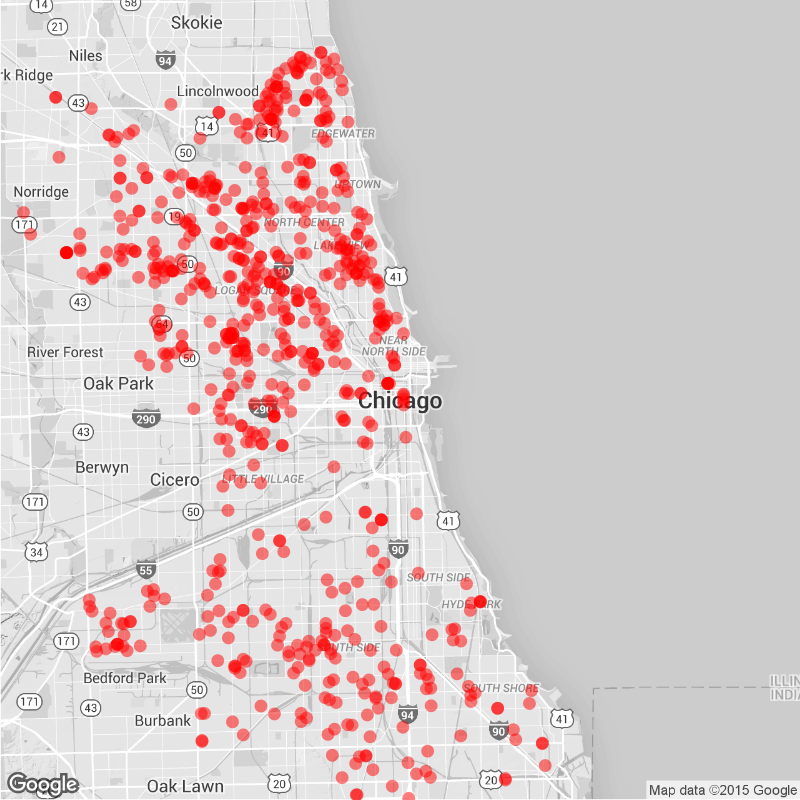 14
58
21
Skokie
Niles
94
rk Ridge
43
Lincolnwood
14
41
EDGEWATER
50
Norridge
19
171
NORTH CENTER
LAKEVIEW
50
90
41
LOGAN SQUARE
43
64
NEAR
NORTH SIDE
River Forest
50
Oak Park
290
290
Chicago
43
Berwyn
Cicero
LITTLE VILLAGE
171
50
41
34
90
55
SOUTH SIDE
HYDE PARK
171
SOUTH SIDE
Bedford Park
ILLIN
INDIA
50
SOUTH SHORE
171
43
Burbank
94
41
90
Google
Oak Lawn
20
20
Map data ©2015 Google